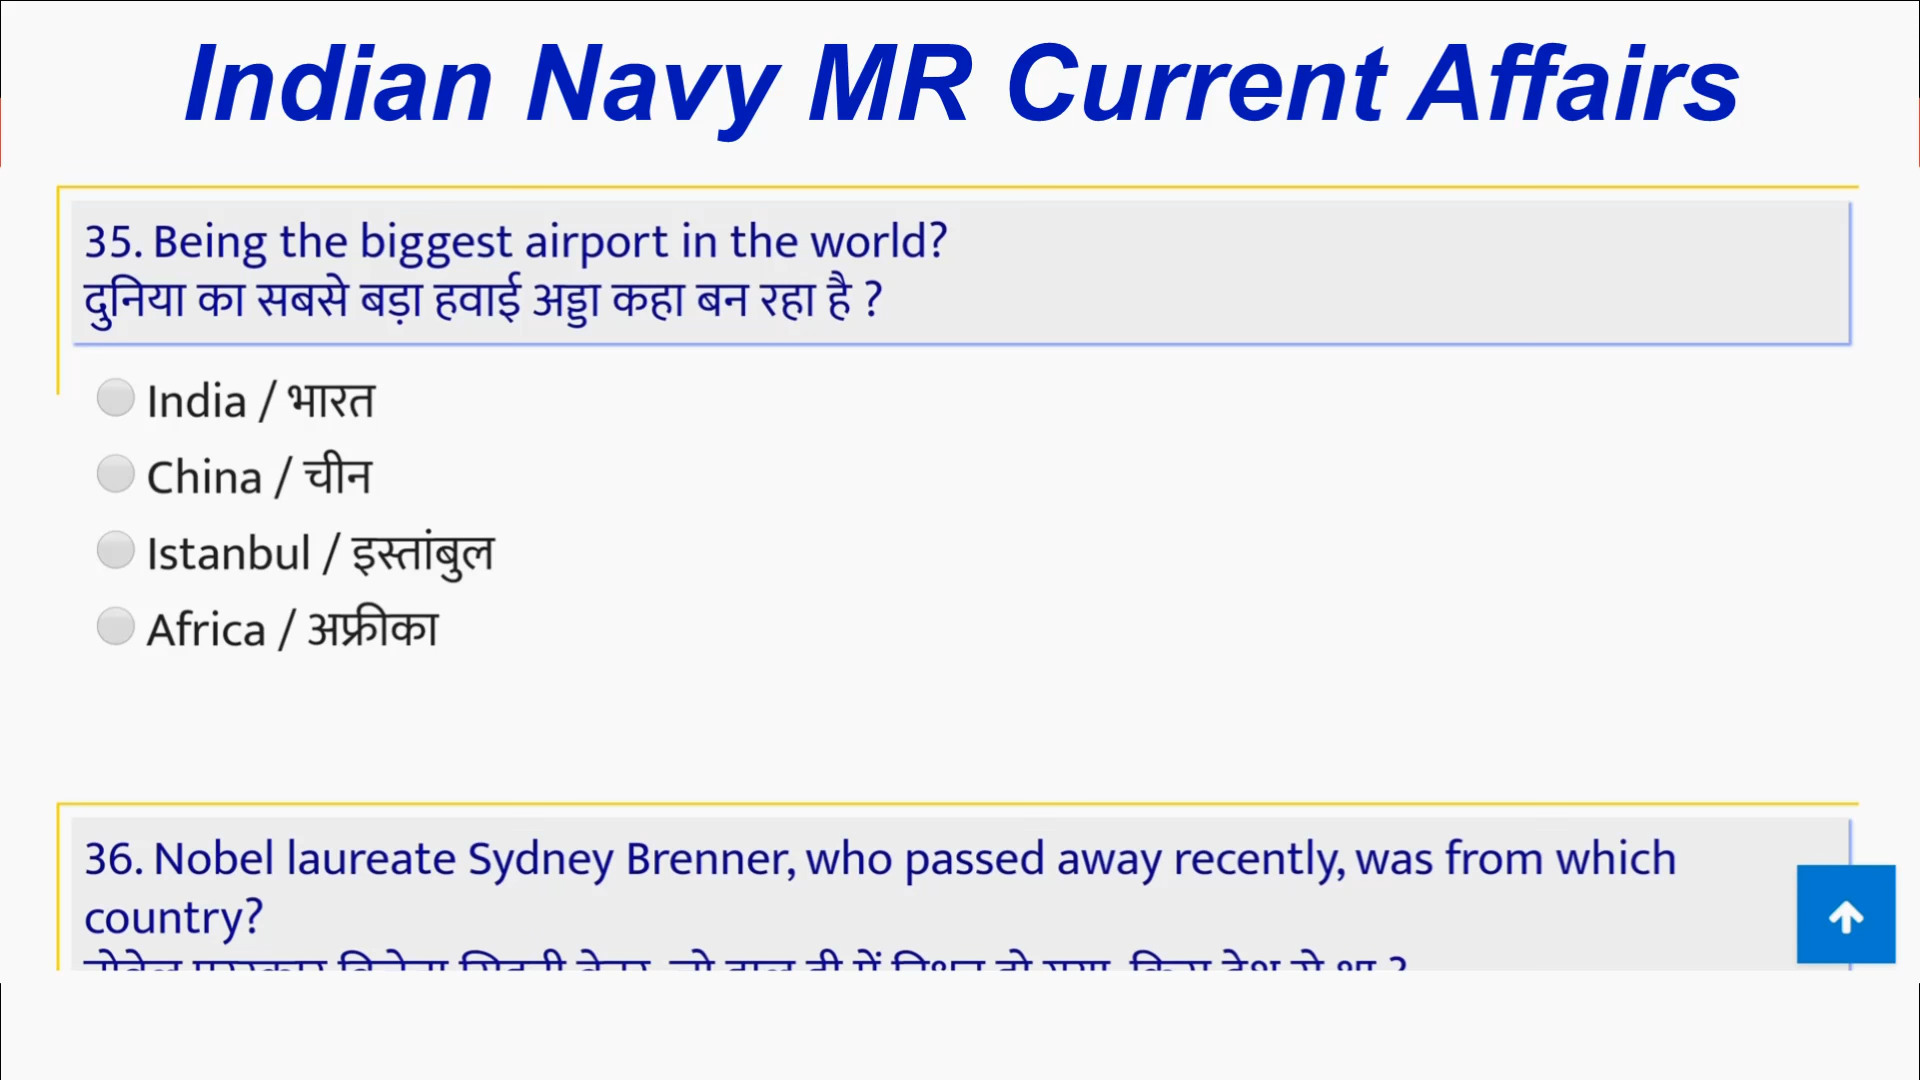 Indian Navy MR Current Affairs
35. Being the biggest airport in the world?
दुनिया का सबसे बड़ा हवाई अड्डा कहा बन रहा है ?
India / भारत
China / चीन
Istanbul / इस्तांबुल
Africa / अफ्रीका
36. Nobel laureate Sydney Brenner, who passed away recently, was from which
country?